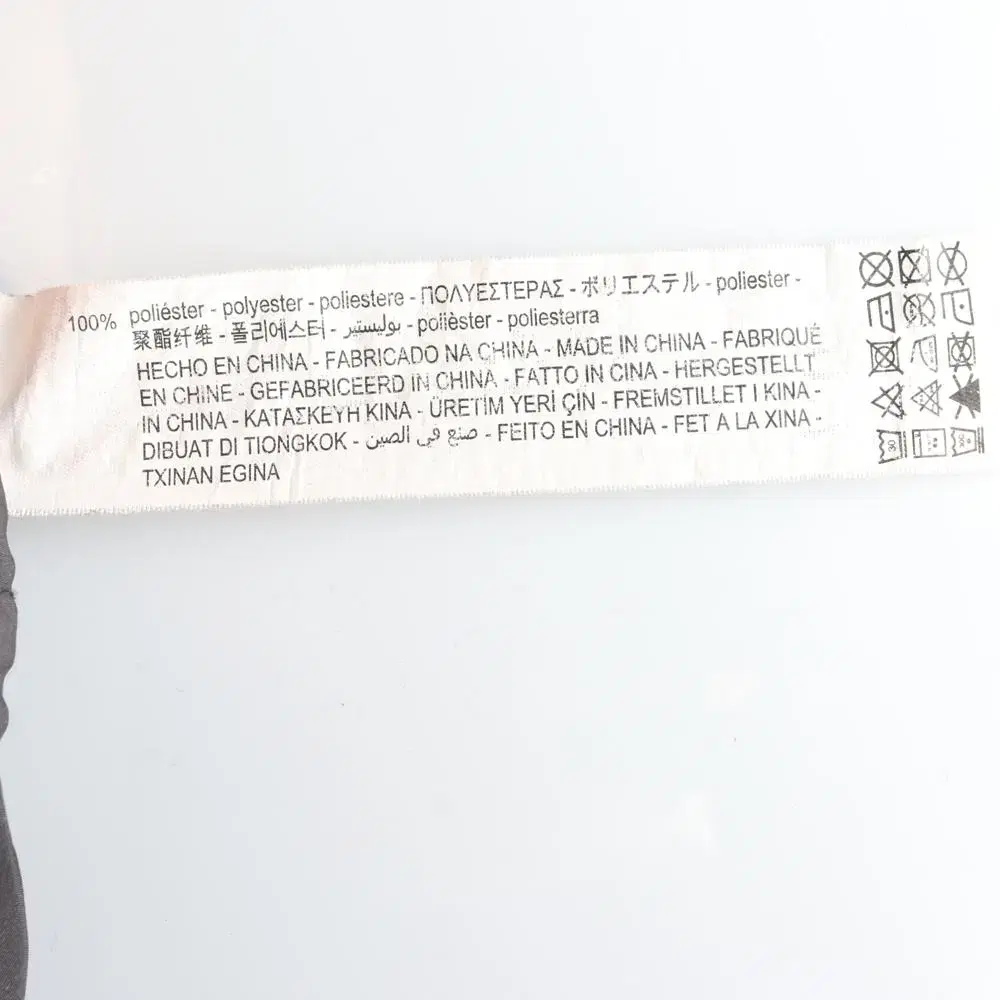 100% poliéster - polyester - poliestere - ΠΟΛΥΕΣΤΕΡΑΣ - ポリエステル - poliester -
聚酯纤维 - 폴리에스터 - بوليستير - polièster - poliesterra
HECHO EN CHINA - FABRICADO NA CHINA - MADE IN CHINA - FABRIQUÉ
EN CHINE - GEFABRICEERD IN CHINA - FATTO IN CINA - HERGESTELLT
IN CHINA - ΚΑΤΑΣΚΕΥΗ ΚΙΝΑ - ÜRETİM YERİ ÇİN - FREMSTILLET I KINA -
DIBUAT DI TIONGKOK - صنع في الصين - FEITO EN CHINA - FET A LA XINA -
TXINAN EGINA